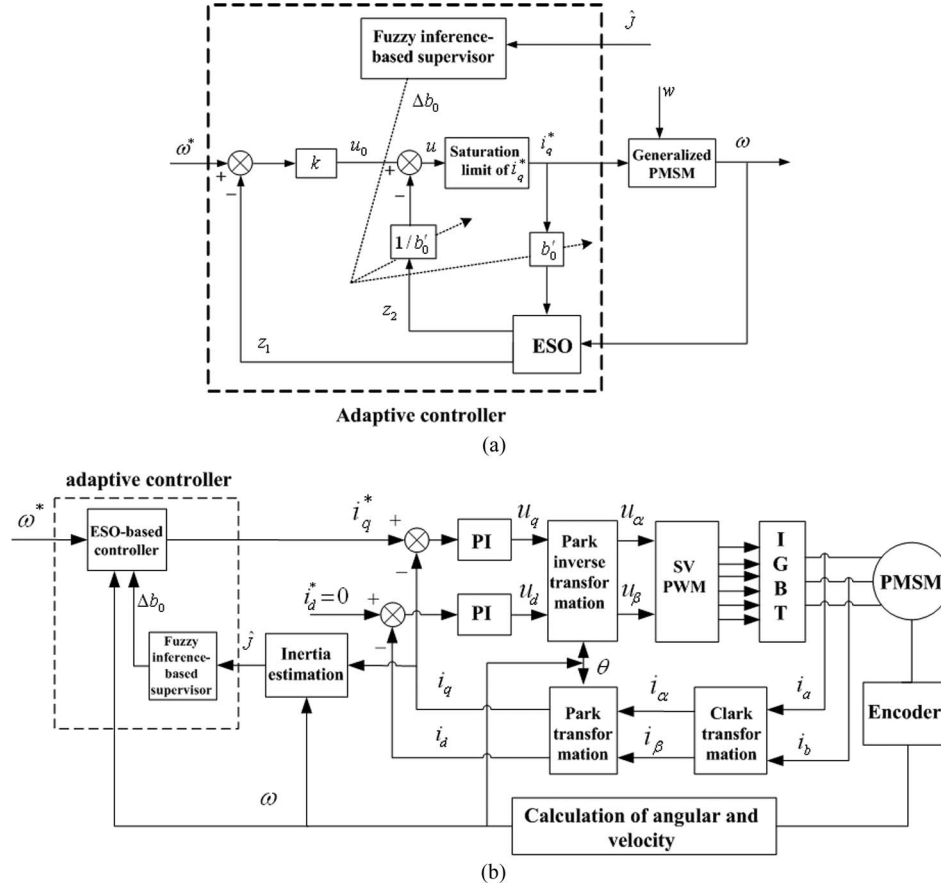 Fuzzy inference-
based supervisor
Ĵ
Δb₀
w
ω*
+
−
k
u₀
+
−
u
Saturation
limit of i_q^*
i_q^*
Generalized
PMSM
ω
1/b₀′
b₀′
z₂
z₁
ESO
Adaptive controller
(a)
adaptive controller
ω*
ESO-based
controller
i_q^*
+
−
PI
u_q
Park
inverse
transfor
mation
u_α
SV
PWM
I
G
B
T
PMSM
Δb₀
i_d^*=0
+
−
PI
u_d
u_β
Fuzzy
inference-
based
supervisor
Ĵ
Inertia
estimation
θ
i_q
i_d
Park
transfor
mation
i_α
i_β
Clark
transfor
mation
i_a
i_b
Encoder
ω
Calculation of angular and
velocity
(b)